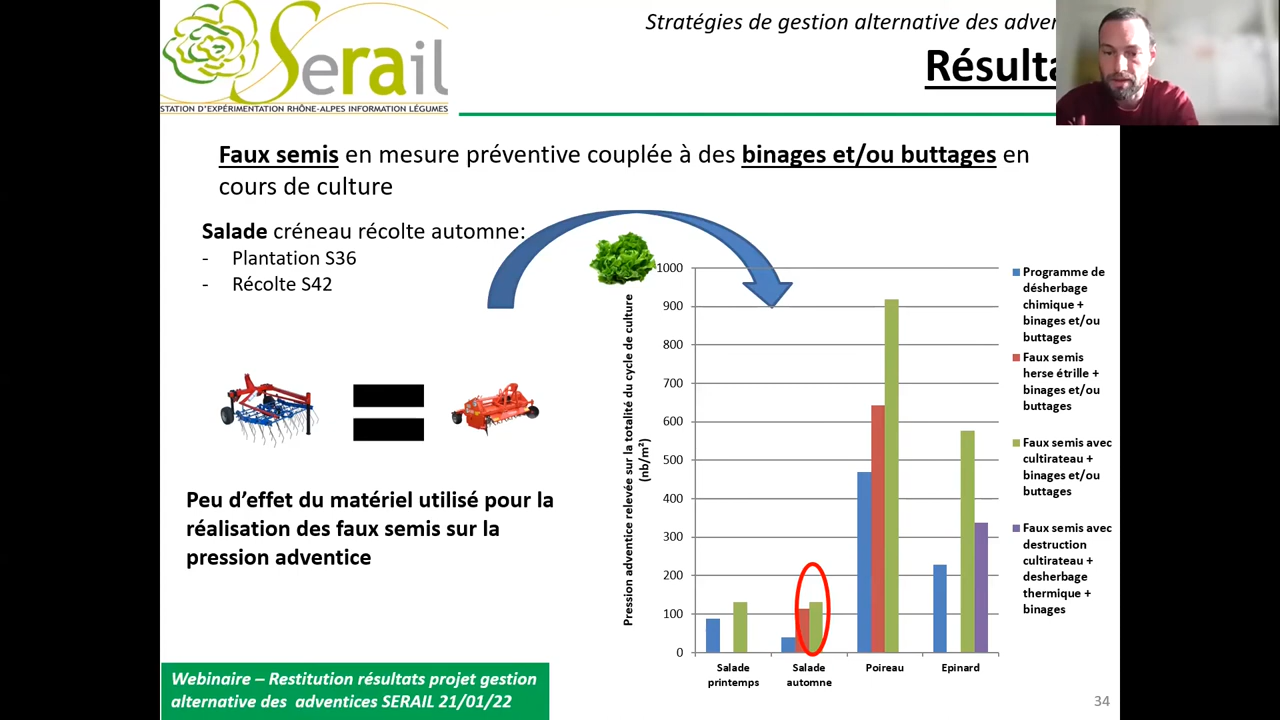 Serail
STATION D'EXPÉRIMENTATION RHÔNE-ALPES INFORMATION LÉGUMES
Stratégies de gestion alternative des adven
Résulta
Faux semis en mesure préventive couplée à des binages et/ou buttages en
cours de culture
Salade créneau récolte automne:
- Plantation S36
- Récolte S42
Peu d'effet du matériel utilisé pour la
réalisation des faux semis sur la
pression adventice
Pression adventice relevée sur la totalité du cycle de culture
(nb/m²)
1000
900
800
700
600
500
400
300
200
100
0
Salade
printemps
Salade
automne
Poireau
Epinard
Programme de
désherbage
chimique +
binages et/ou
buttages
Faux semis
herse étrille +
binages et/ou
buttages
Faux semis avec
cultirateau +
binages et/ou
buttages
Faux semis avec
destruction
cultirateau +
desherbage
thermique +
binages
Webinaire – Restitution résultats projet gestion
alternative des adventices SERAIL 21/01/22
34